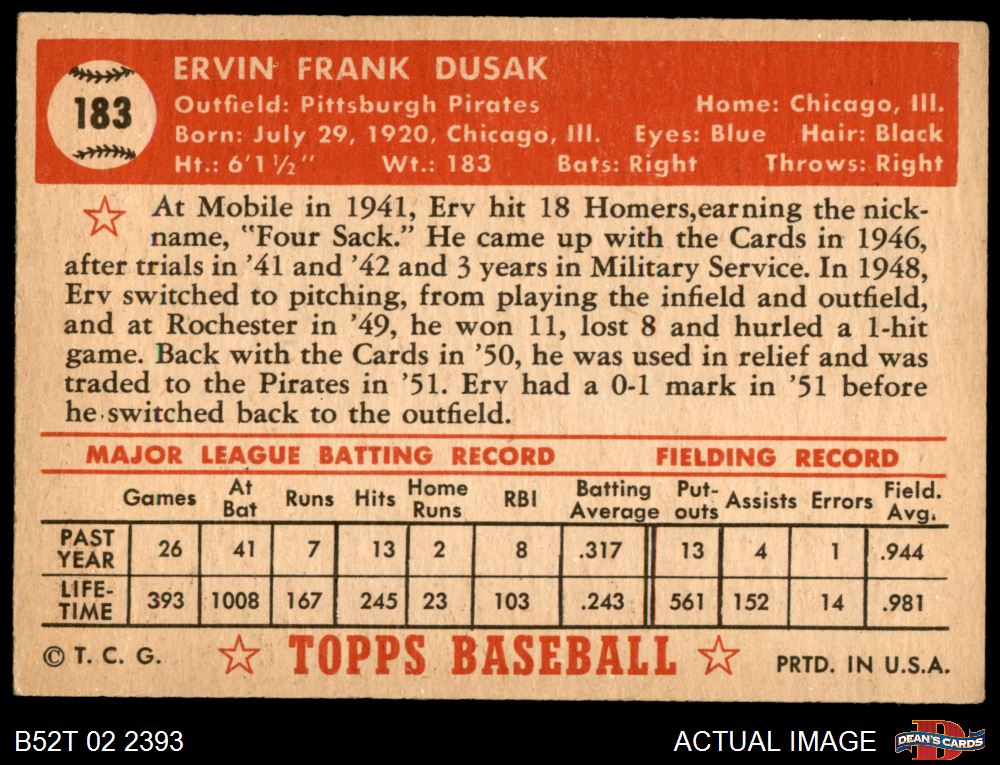 183
ERVIN FRANK DUSAK
Outfield: Pittsburgh Pirates Home: Chicago, Ill.
Born: July 29, 1920, Chicago, Ill. Eyes: Blue Hair: Black
Ht.: 6'1 ½" Wt.: 183 Bats: Right Throws: Right
At Mobile in 1941, Erv hit 18 Homers,earning the nick-
name, "Four Sack." He came up with the Cards in 1946,
after trials in '41 and '42 and 3 years in Military Service. In 1948,
Erv switched to pitching, from playing the infield and outfield,
and at Rochester in '49, he won 11, lost 8 and hurled a 1-hit
game. Back with the Cards in '50, he was used in relief and was
traded to the Pirates in '51. Erv had a 0-1 mark in '51 before
he switched back to the outfield.
MAJOR LEAGUE BATTING RECORD FIELDING RECORD
Games At Bat Runs Hits Home Runs RBI Batting Average Put-outs Assists Errors Field. Avg.
PAST YEAR 26 41 7 13 2 8 .317 13 4 1 .944
LIFE-TIME 393 1008 167 245 23 103 .243 561 152 14 .981
© T. C. G. TOPPS BASEBALL PRTD. IN U.S.A.
B52T 02 2393 ACTUAL IMAGE DEAN'S CARDS